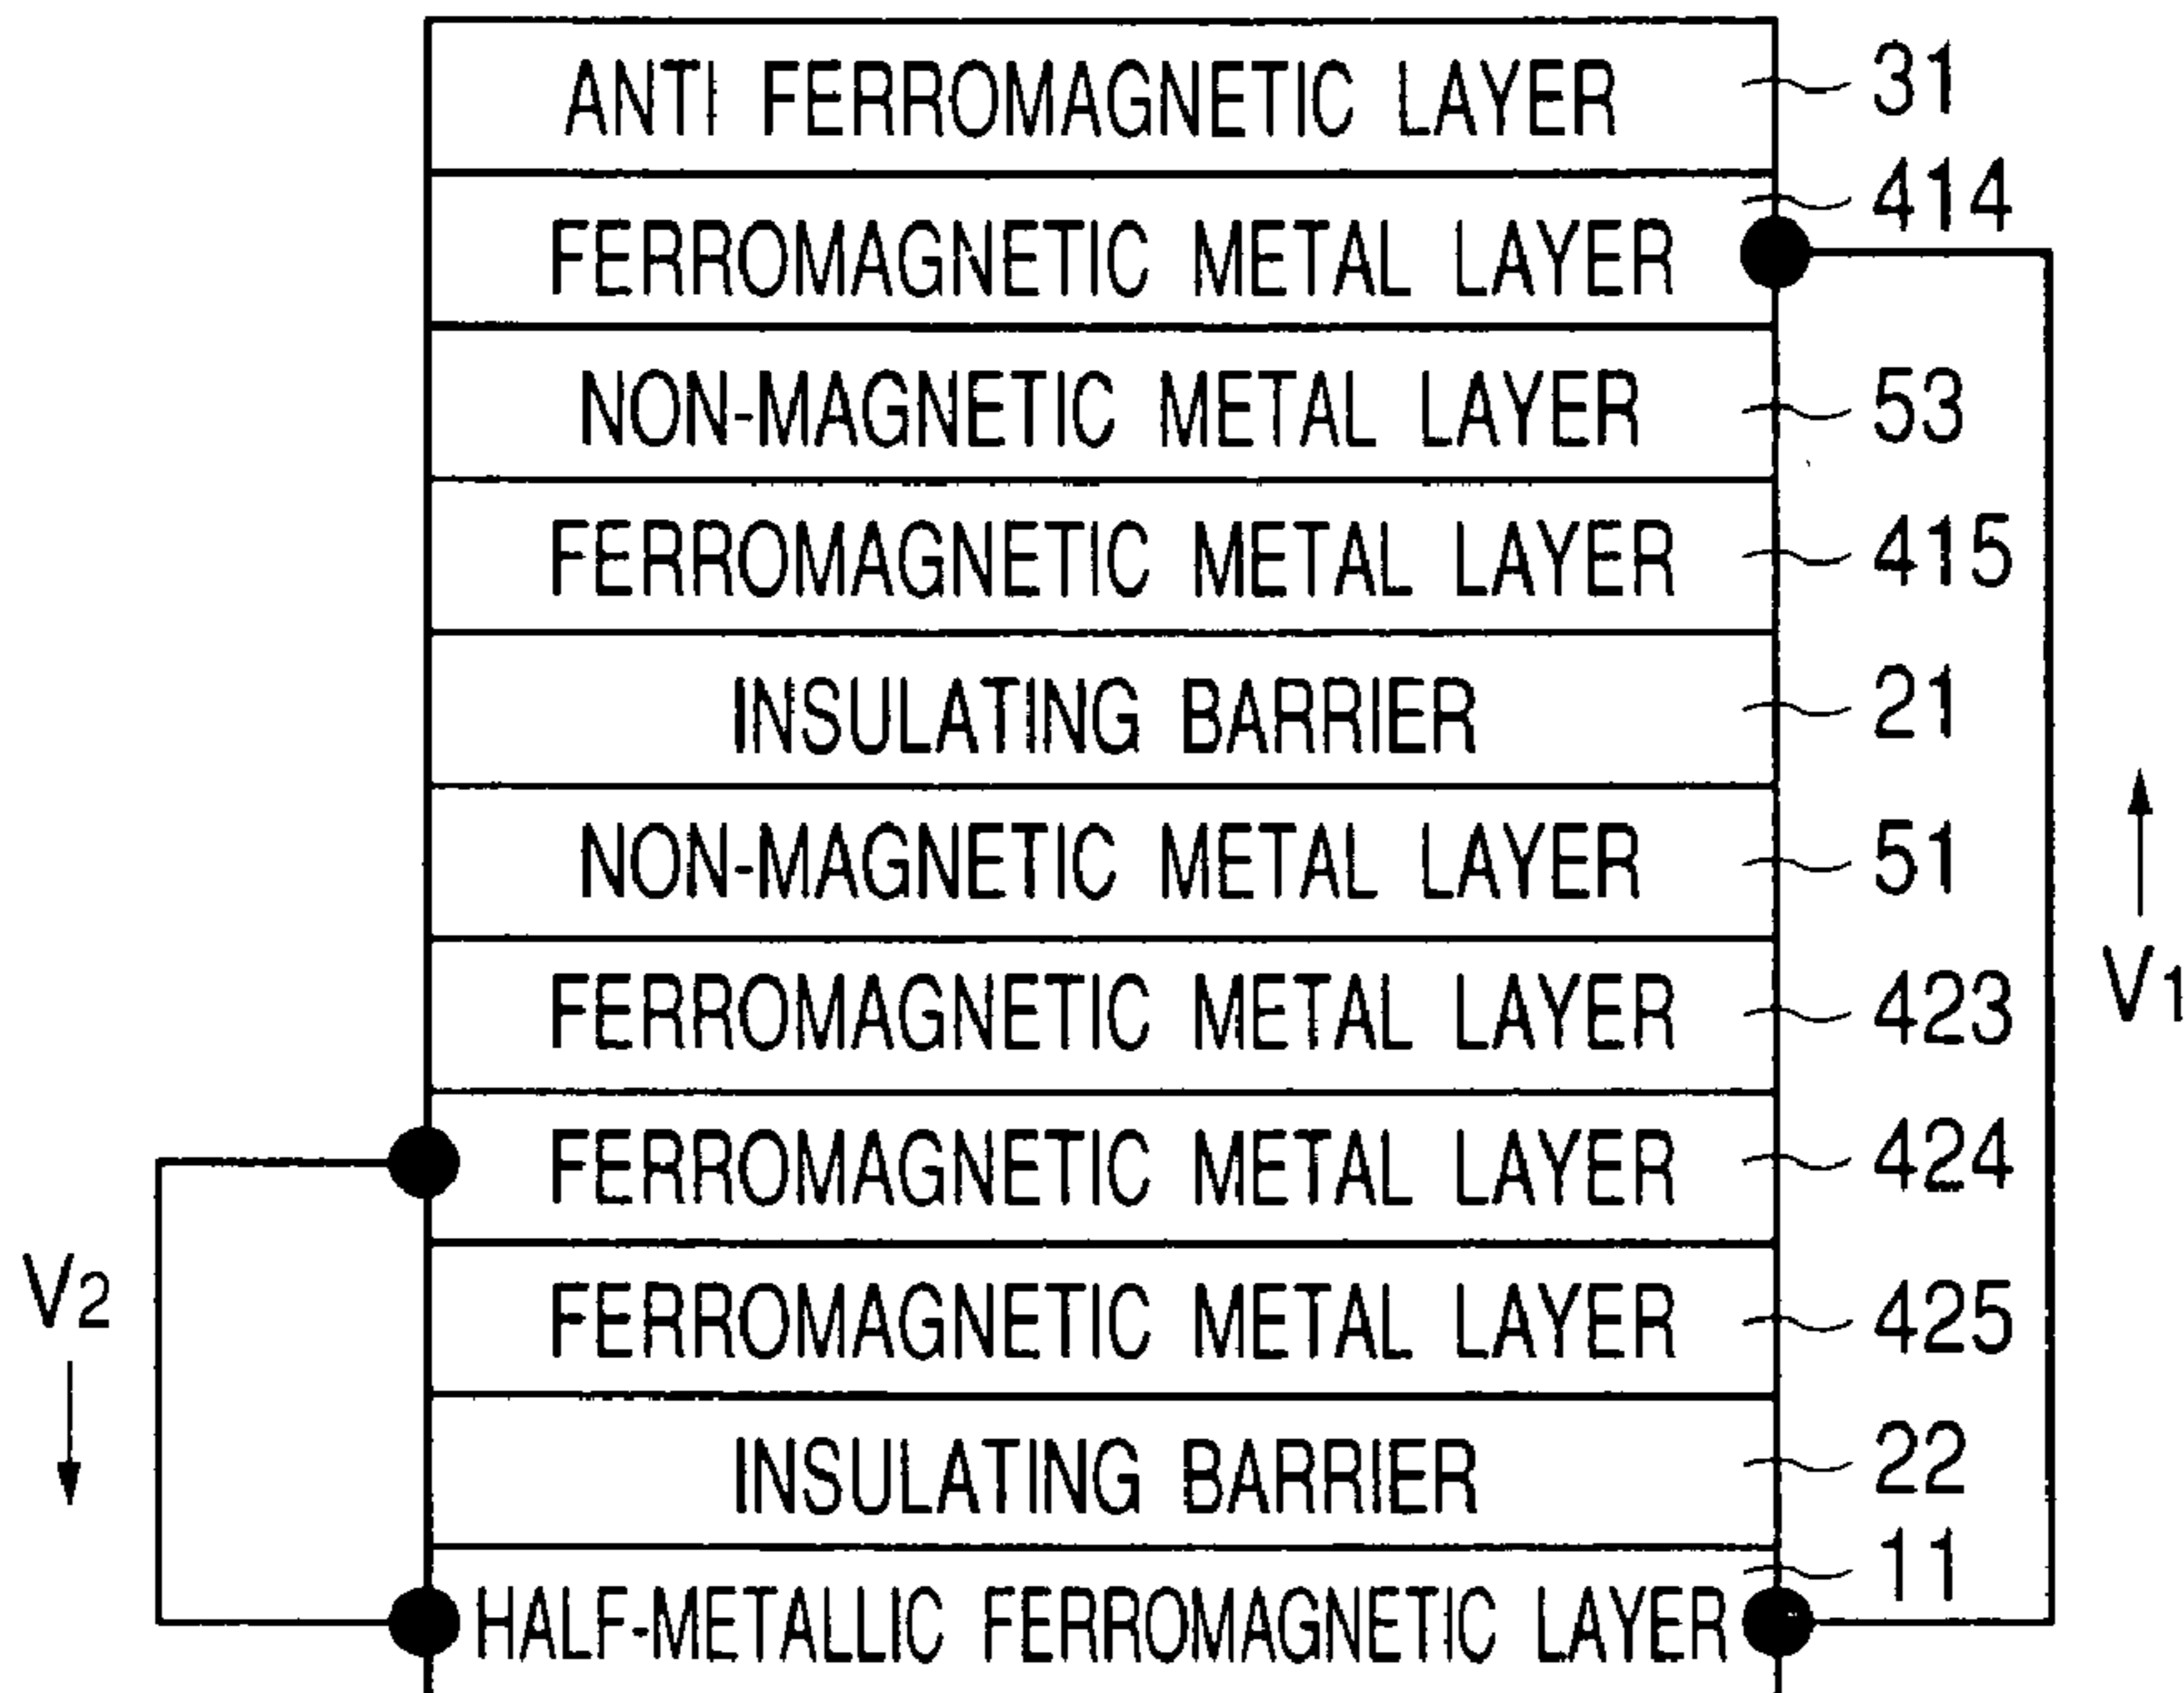 ANTI FERROMAGNETIC LAYER 31
414
FERROMAGNETIC METAL LAYER
NON-MAGNETIC METAL LAYER 53
FERROMAGNETIC METAL LAYER 415
INSULATING BARRIER 21
NON-MAGNETIC METAL LAYER 51
V1
FERROMAGNETIC METAL LAYER 423
FERROMAGNETIC METAL LAYER 424
V2
FERROMAGNETIC METAL LAYER 425
INSULATING BARRIER 22
11
HALF-METALLIC FERROMAGNETIC LAYER